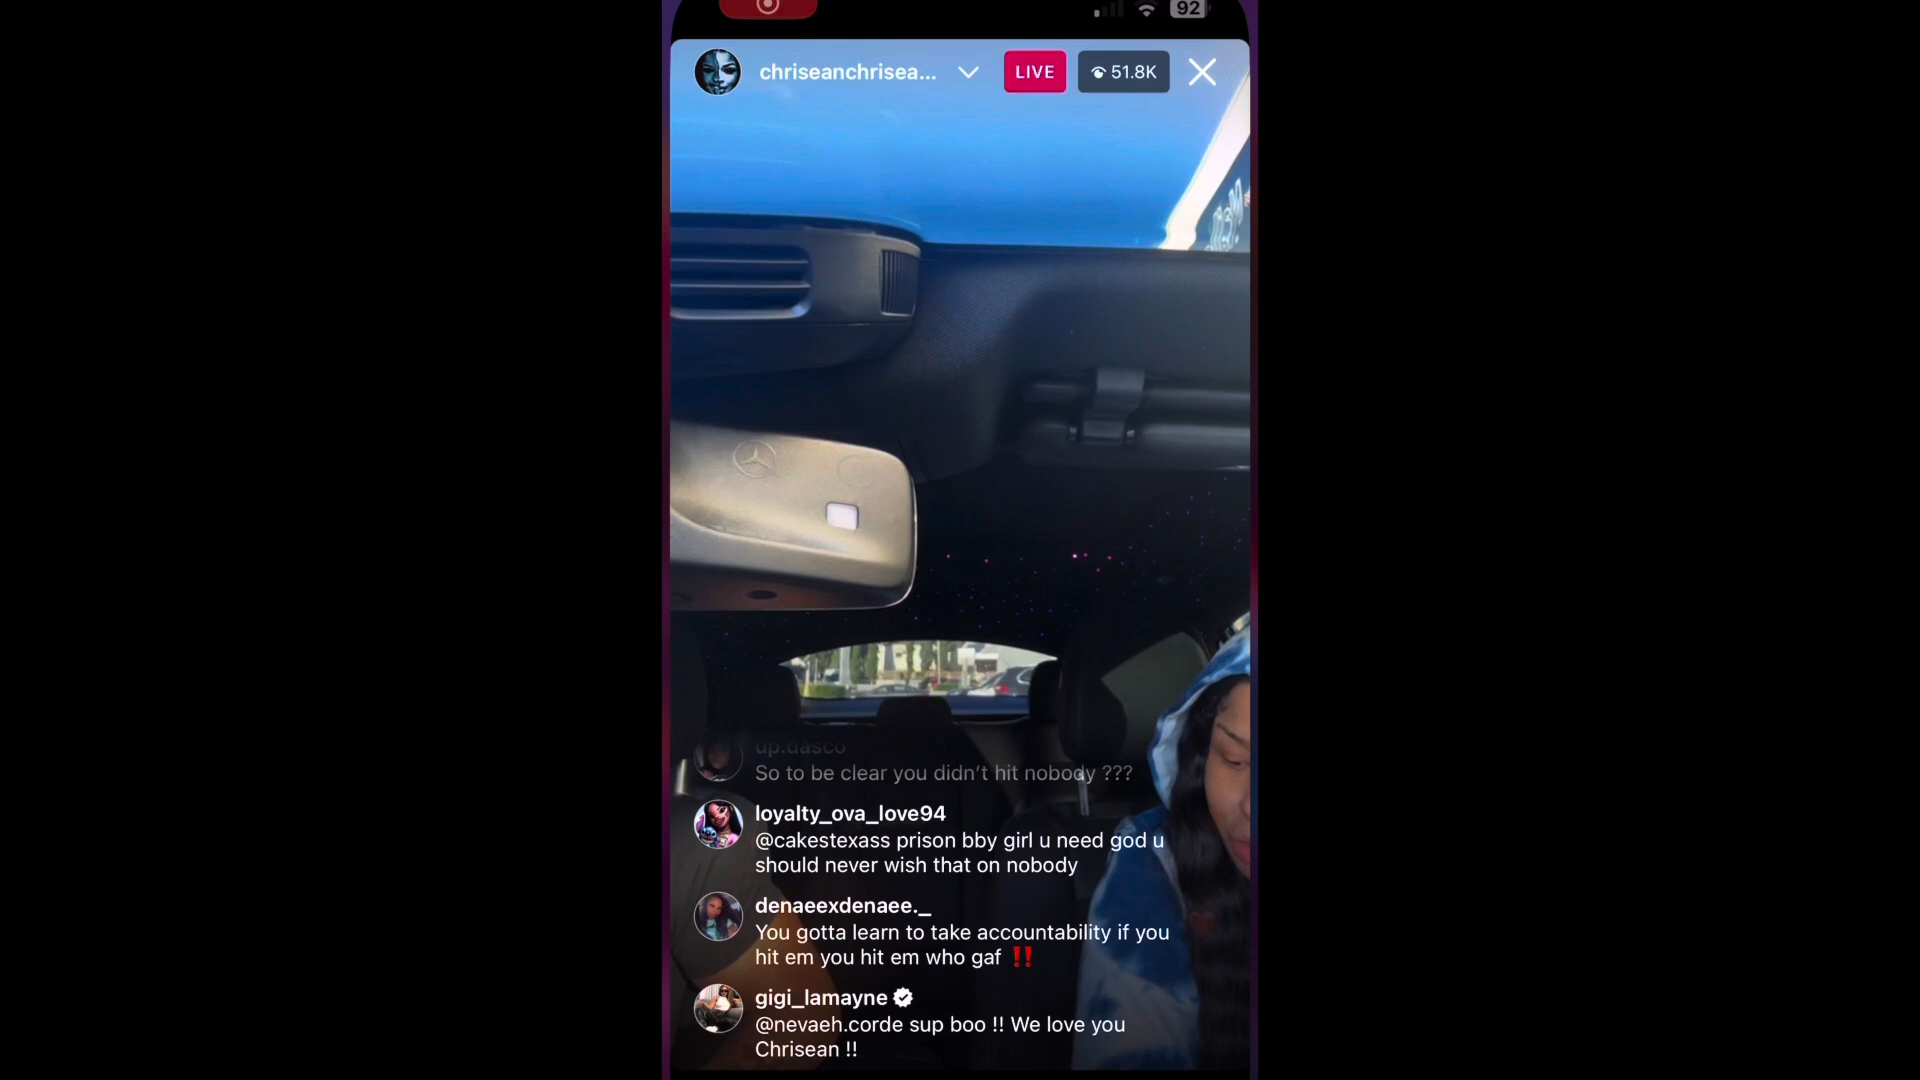 92
chriseanchrisea...
LIVE
51.8K
up.dasco
So to be clear you didn't hit nobody ???
loyalty_ova_love94
@cakestexass prison bby girl u need god u
should never wish that on nobody
denaeexdenaee._
You gotta learn to take accountability if you
hit em you hit em who gaf ‼️
gigi_lamayne
@nevaeh.corde sup boo !! We love you
Chrisean !!